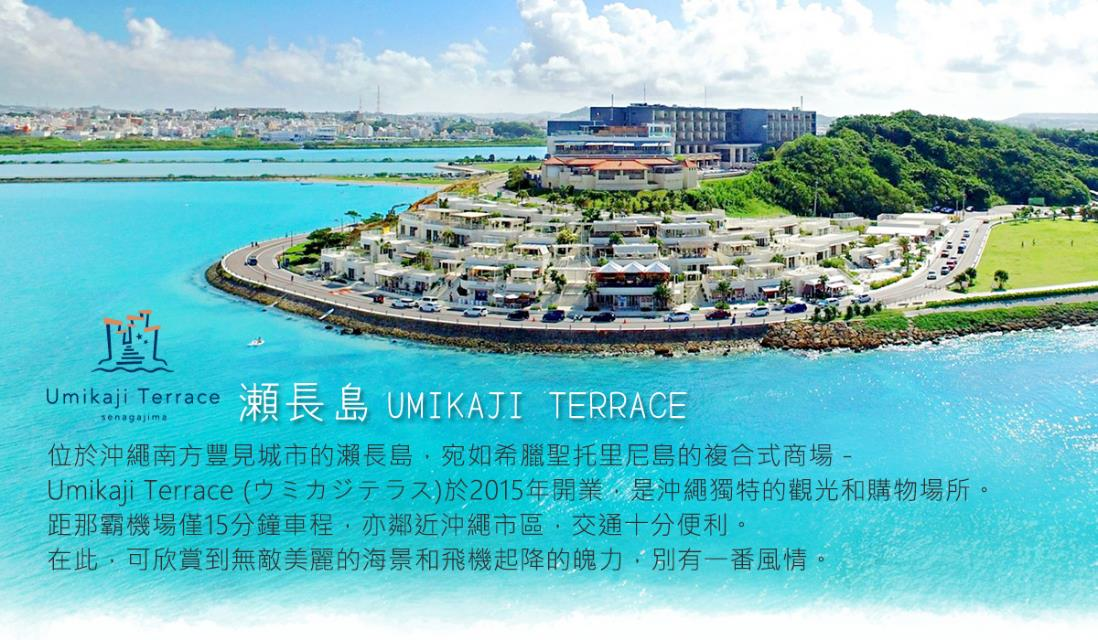 Umikaji Terrace
senagajima
瀨長島 UMIKAJI TERRACE
位於沖繩南方豐見城市的瀨長島，宛如希臘聖托里尼島的複合式商場 -
Umikaji Terrace (ウミカジテラス)於2015年開業，是沖繩獨特的觀光和購物場所。
距那霸機場僅15分鐘車程，亦鄰近沖繩市區，交通十分便利。
在此，可欣賞到無敵美麗的海景和飛機起降的魄力，別有一番風情。